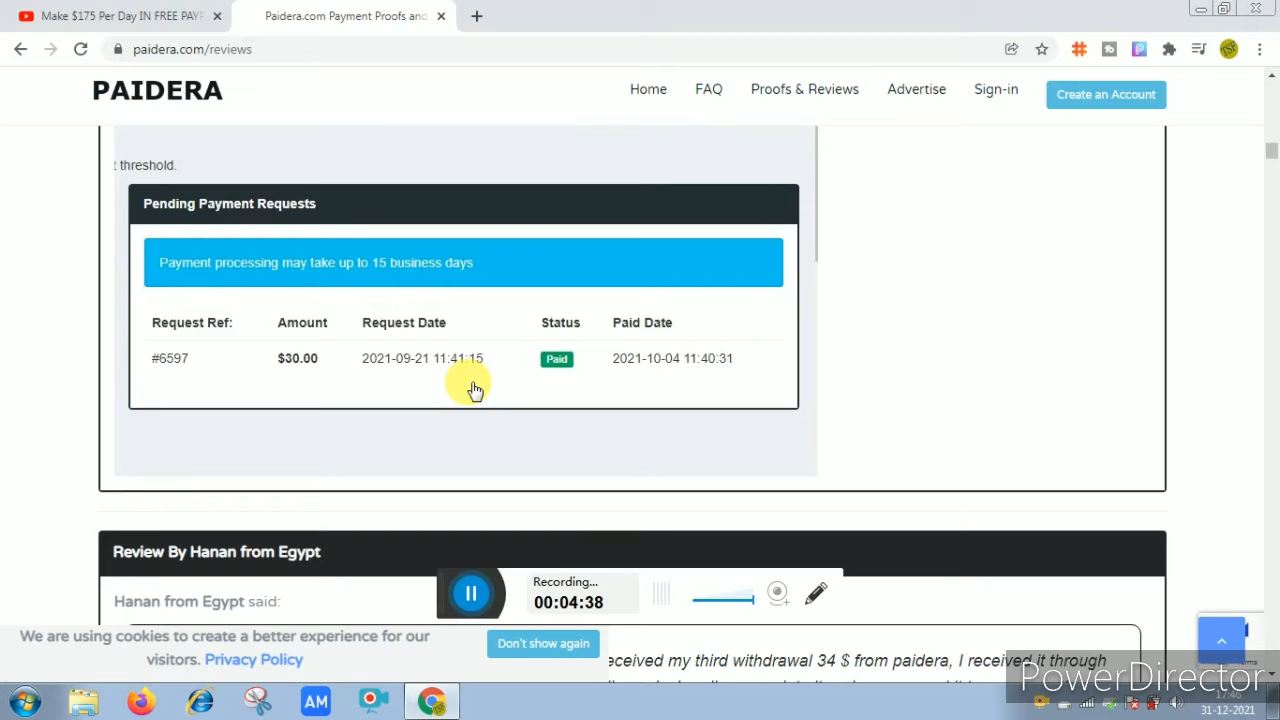 Make $175 Per Day IN FREE PAYP
Paidera.com Payment Proofs and
paidera.com/reviews
PAIDERA
Home
FAQ
Proofs & Reviews
Advertise
Sign-in
Create an Account
t threshold.
Pending Payment Requests
Payment processing may take up to 15 business days
Request Ref: Amount Request Date Status Paid Date
#6597 $30.00 2021-09-21 11:41:15 Paid 2021-10-04 11:40:31
Review By Hanan from Egypt
Recording...
00:04:38
Hanan from Egypt said:
We are using cookies to create a better experience for our
visitors. Privacy Policy
Don't show again
eceived my third withdrawal 34 $ from paidera, I received it through
PowerDirector
AM
17:46
31-12-2021